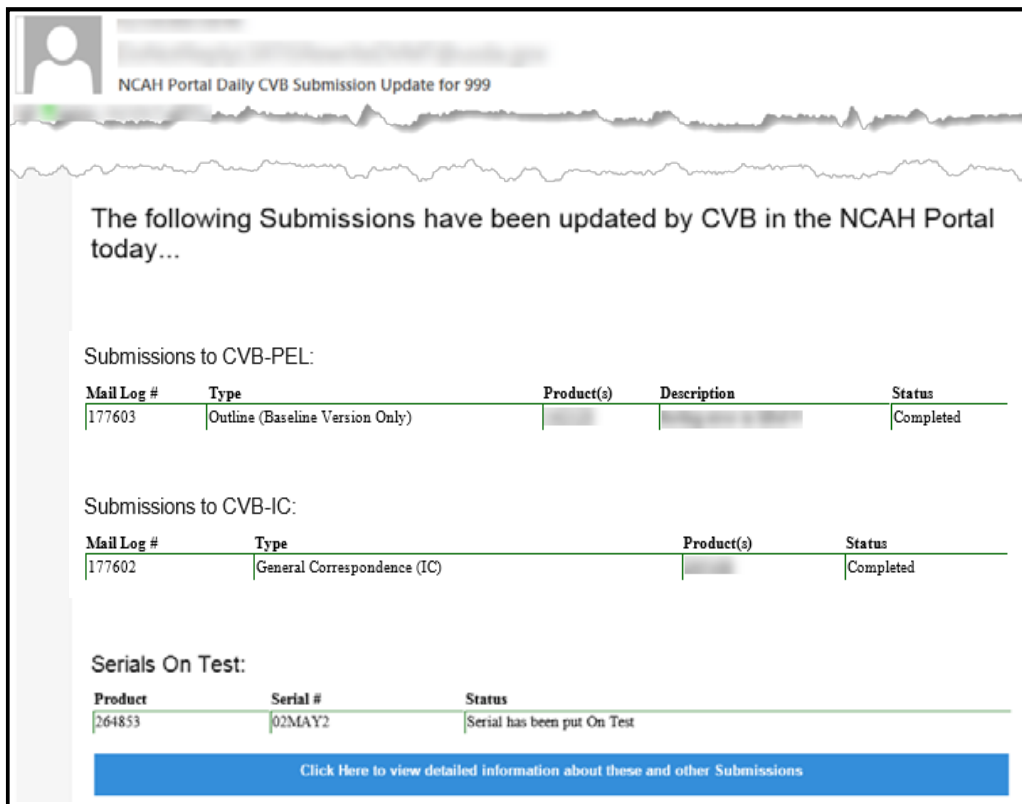 NCAH Portal Daily CVB Submission Update for 999
The following Submissions have been updated by CVB in the NCAH Portal
today...
Submissions to CVB-PEL:
Mail Log # Type Product(s) Description Status
177603 Outline (Baseline Version Only) Completed
Submissions to CVB-IC:
Mail Log # Type Product(s) Status
177602 General Correspondence (IC) Completed
Serials On Test:
Product Serial # Status
264853 02MAY2 Serial has been put On Test
Click Here to view detailed information about these and other Submissions